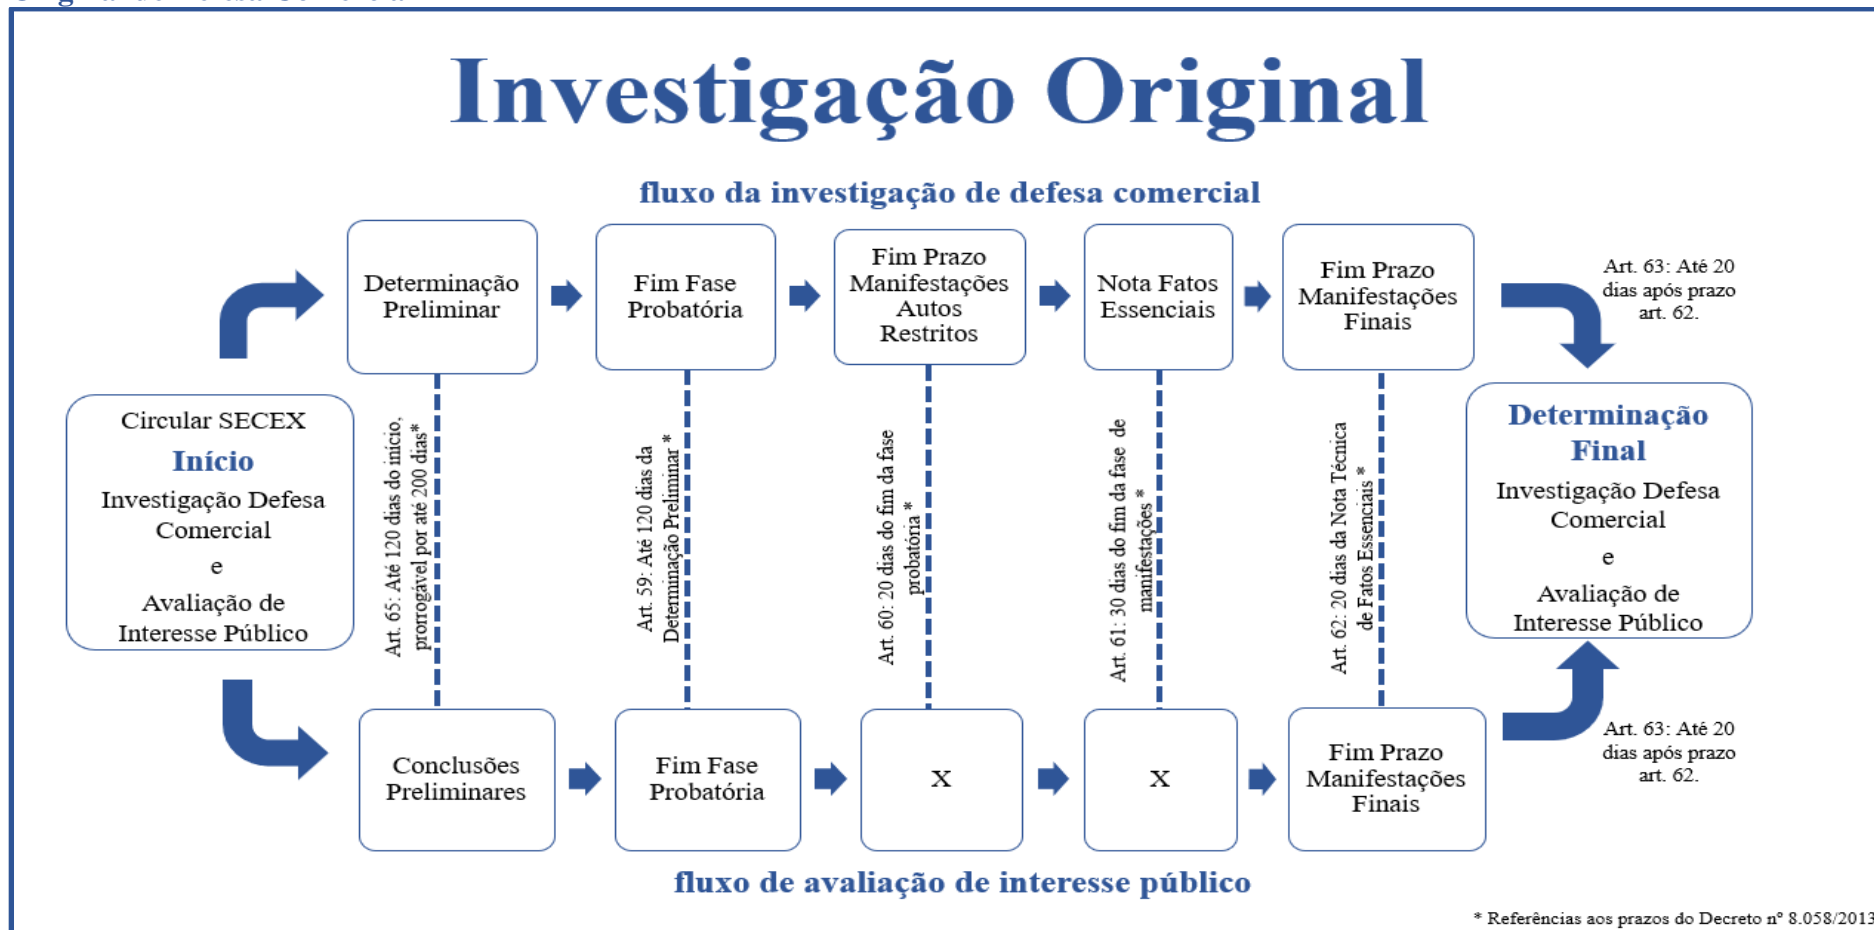 Investigação Original
fluxo da investigação de defesa comercial
Determinação
Preliminar
Fim Fase
Probatória
Fim Prazo
Manifestações
Autos
Restritos
Nota Fatos
Essenciais
Fim Prazo
Manifestações
Finais
Art. 63: Até 20
dias após prazo
art. 62.
Circular SECEX
Início
Investigação Defesa
Comercial
e
Avaliação de
Interesse Público
Art. 65: Até 120 dias do início,
prorrogável por até 200 dias*
Art. 59: Até 120 dias da
Determinação Preliminar *
Art. 60: 20 dias do fim da fase
probatória *
Art. 61: 30 dias do fim da fase de
manifestações *
Art. 62: 20 dias da Nota Técnica
de Fatos Essenciais *
Determinação
Final
Investigação Defesa
Comercial
e
Avaliação de
Interesse Público
Conclusões
Preliminares
Fim Fase
Probatória
X
X
Fim Prazo
Manifestações
Finais
Art. 63: Até 20
dias após prazo
art. 62.
fluxo de avaliação de interesse público
* Referências aos prazos do Decreto nº 8.058/2013